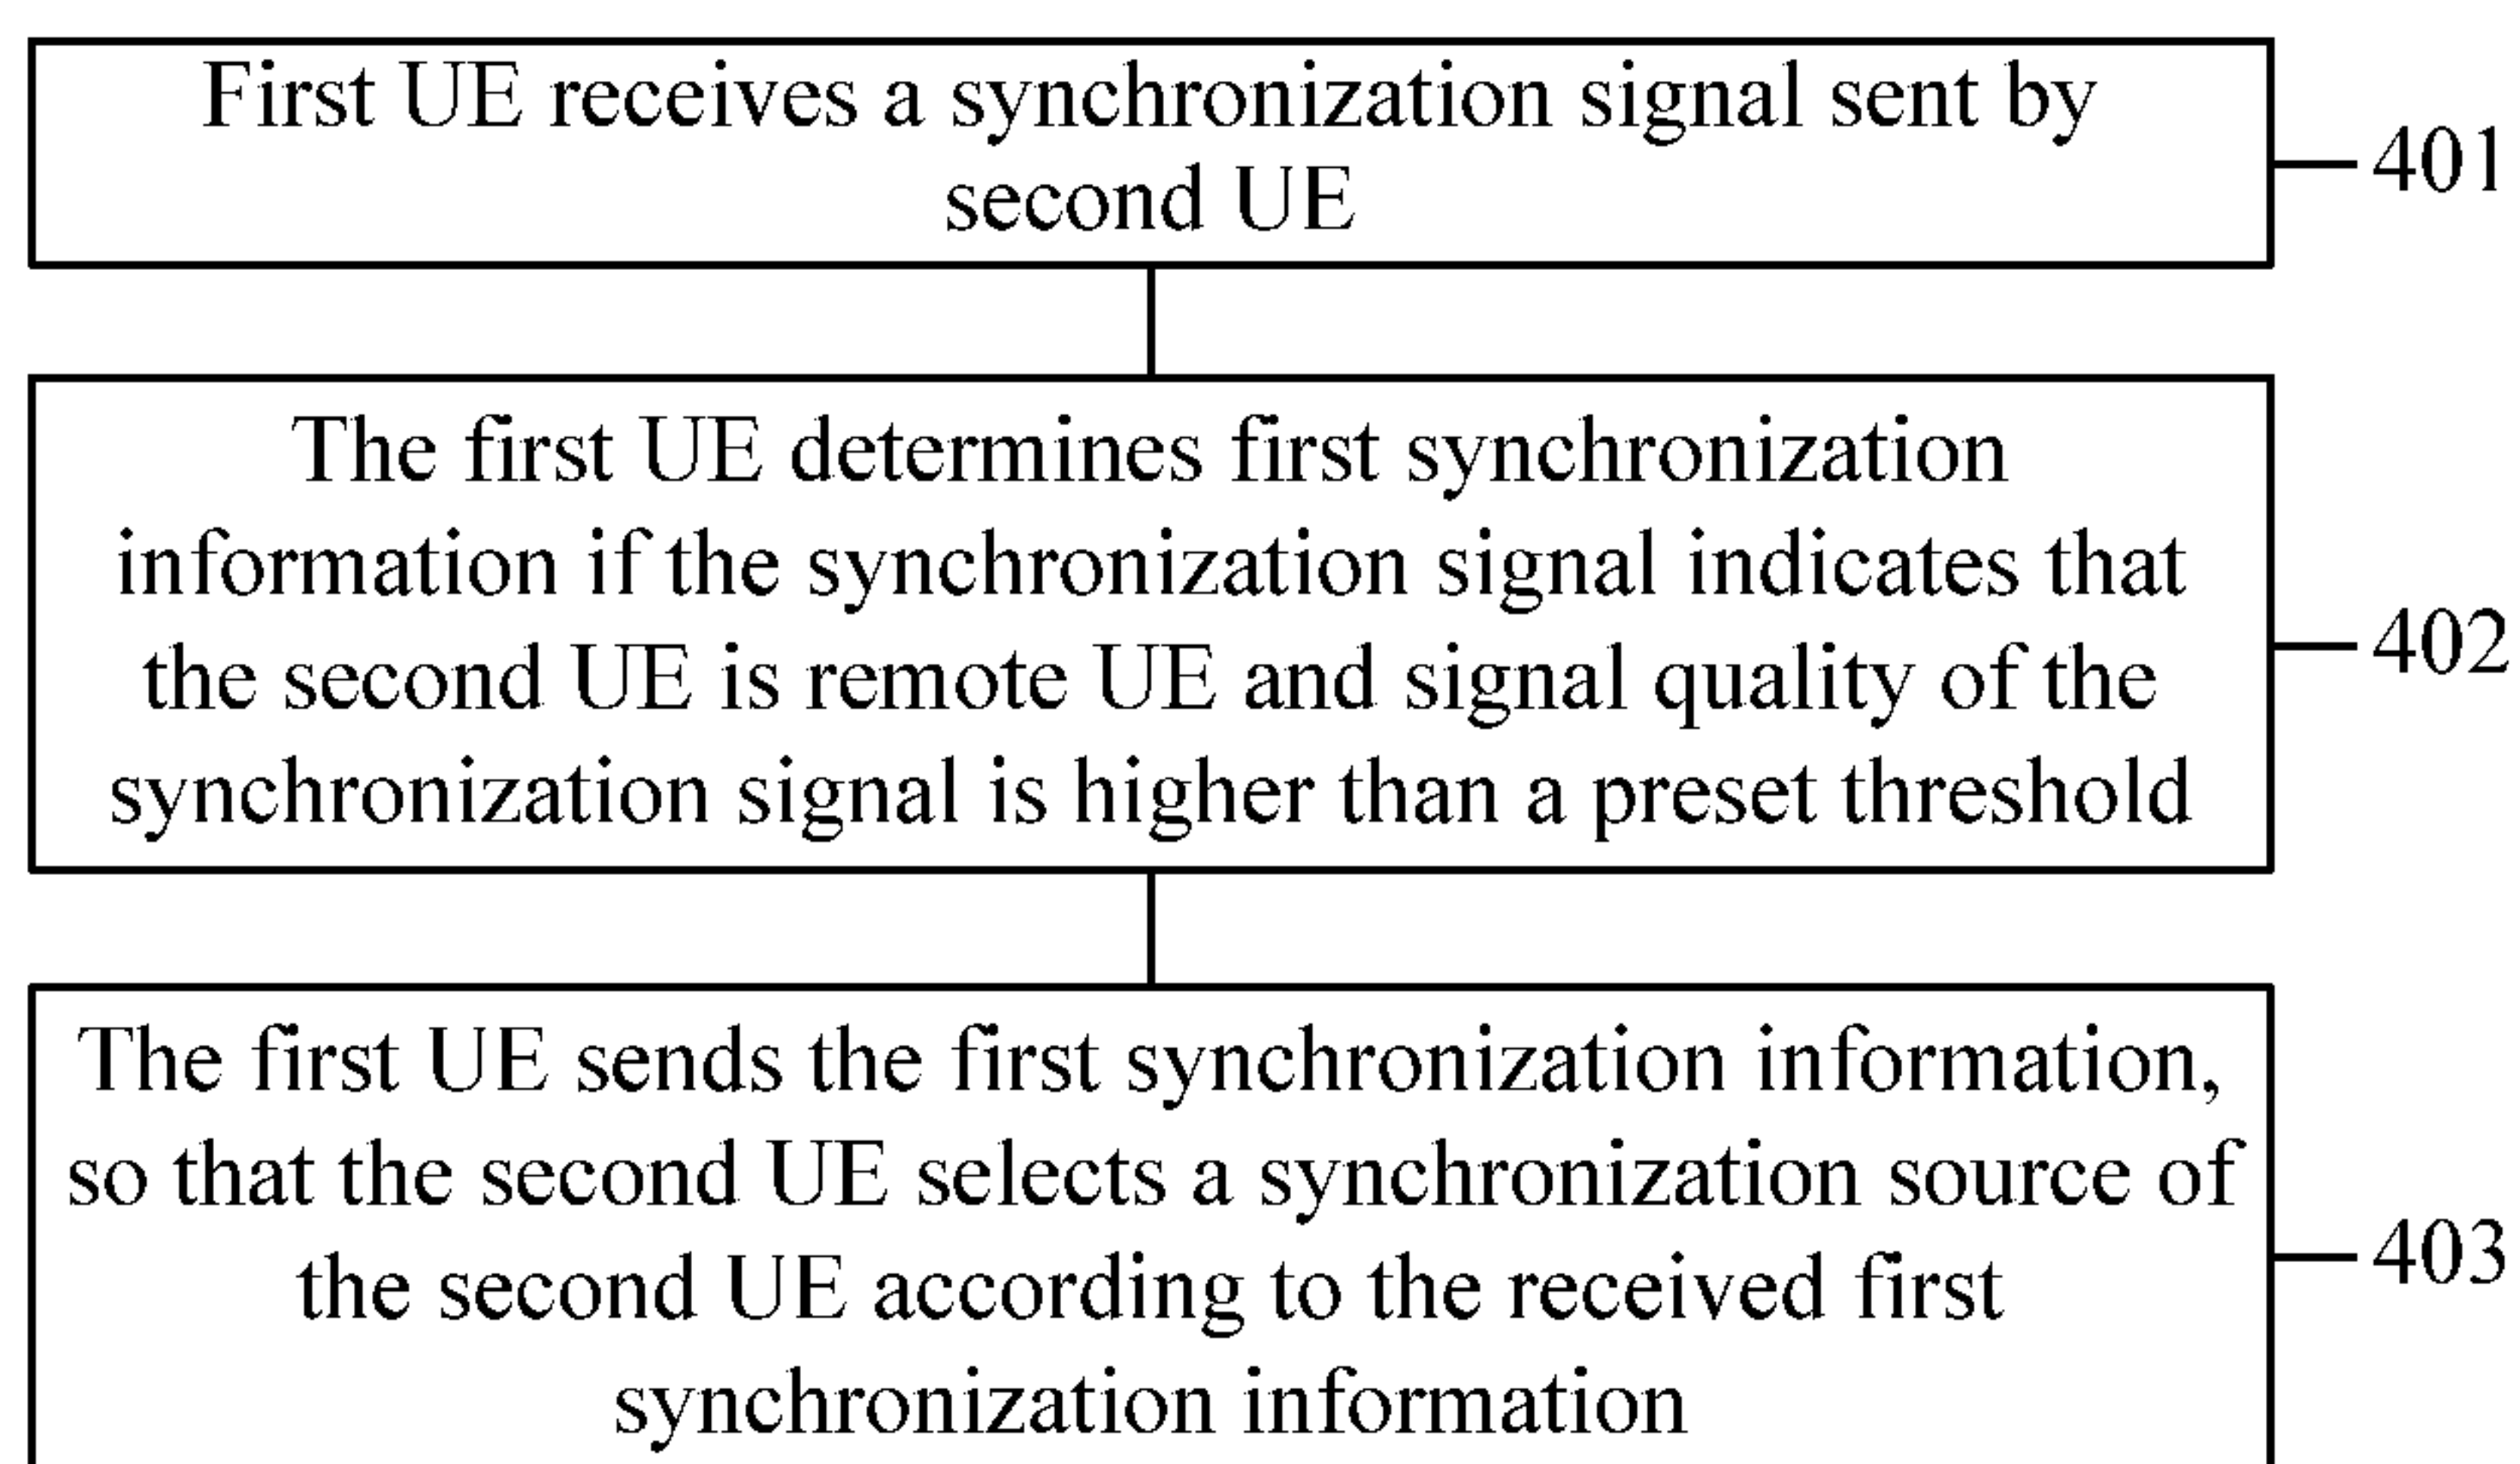 First UE receives a synchronization signal sent by
second UE
401
The first UE determines first synchronization
information if the synchronization signal indicates that
the second UE is remote UE and signal quality of the
synchronization signal is higher than a preset threshold
402
The first UE sends the first synchronization information,
so that the second UE selects a synchronization source of
the second UE according to the received first
synchronization information
403